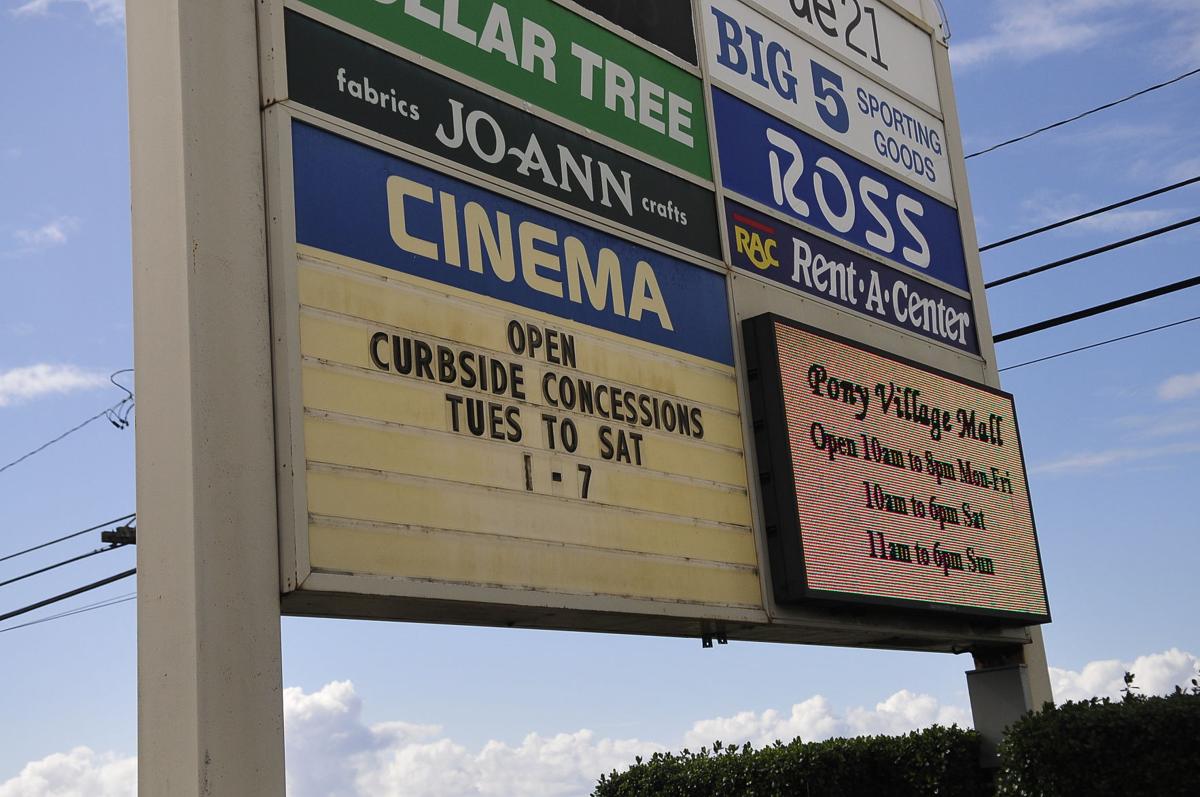 LLAR TREE
fabrics JO-ANN crafts
CINEMA
OPEN
CURBSIDE CONCESSIONS
TUES TO SAT
1 - 7
rue21
BIG 5 SPORTING
GOODS
ROSS
RAC Rent·A·Center
Pony Village Mall
Open 10am to 8pm Mon-Fri
10am to 6pm Sat
11am to 6pm Sun